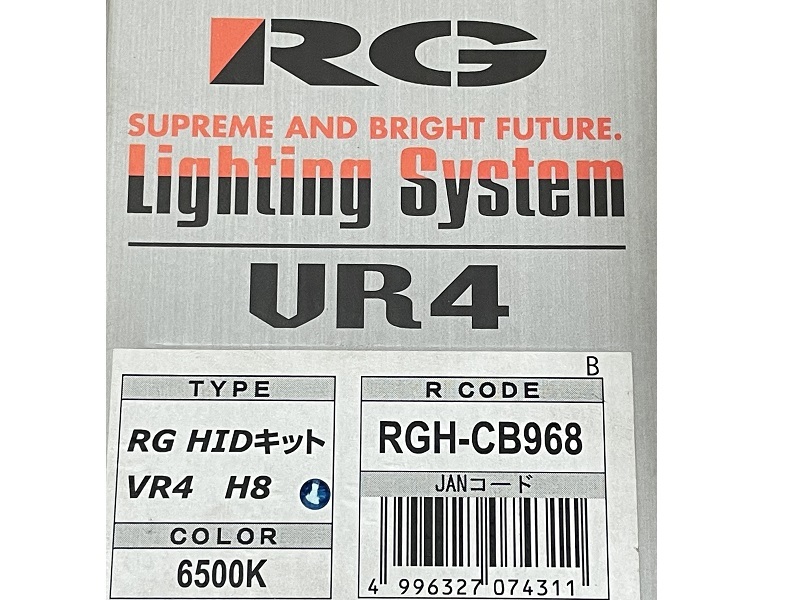 RG
SUPREME AND BRIGHT FUTURE.
Lighting System
VR4
B
TYPE
RG HIDキット
VR4 H8
COLOR
6500K
R CODE
RGH-CB968
JANコード
4 996327 074311